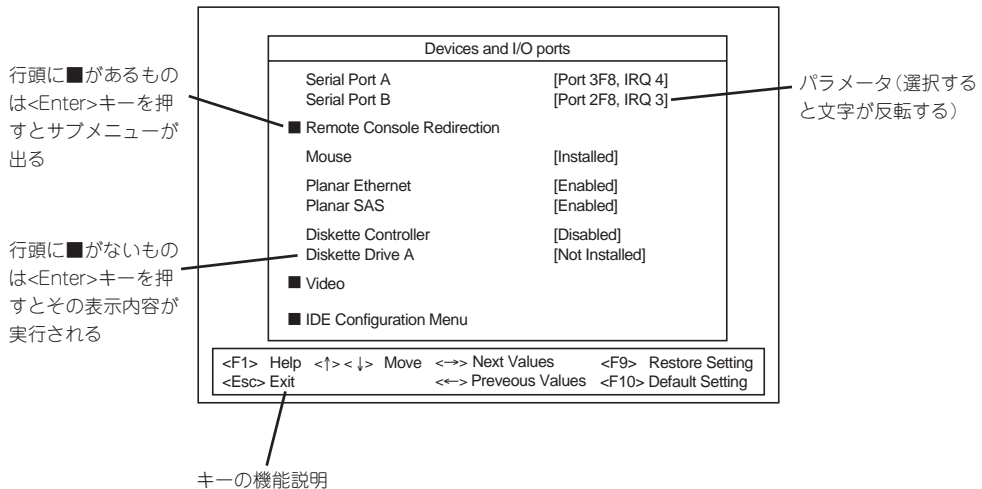 Devices and I/O ports
Serial Port A [Port 3F8, IRQ 4]
Serial Port B [Port 2F8, IRQ 3]
■ Remote Console Redirection
Mouse [Installed]
Planar Ethernet [Enabled]
Planar SAS [Enabled]
Diskette Controller [Disabled]
Diskette Drive A [Not Installed]
■ Video
■ IDE Configuration Menu
<F1> Help <↑><↓> Move <→> Next Values <F9> Restore Setting
<Esc> Exit <←> Preveous Values <F10> Default Setting
行頭に■があるもの
は<Enter>キーを押
すとサブメニューが
出る
行頭に■がないもの
は<Enter>キーを押
すとその表示内容が
実行される
パラメータ（選択する
と文字が反転する）
キーの機能説明